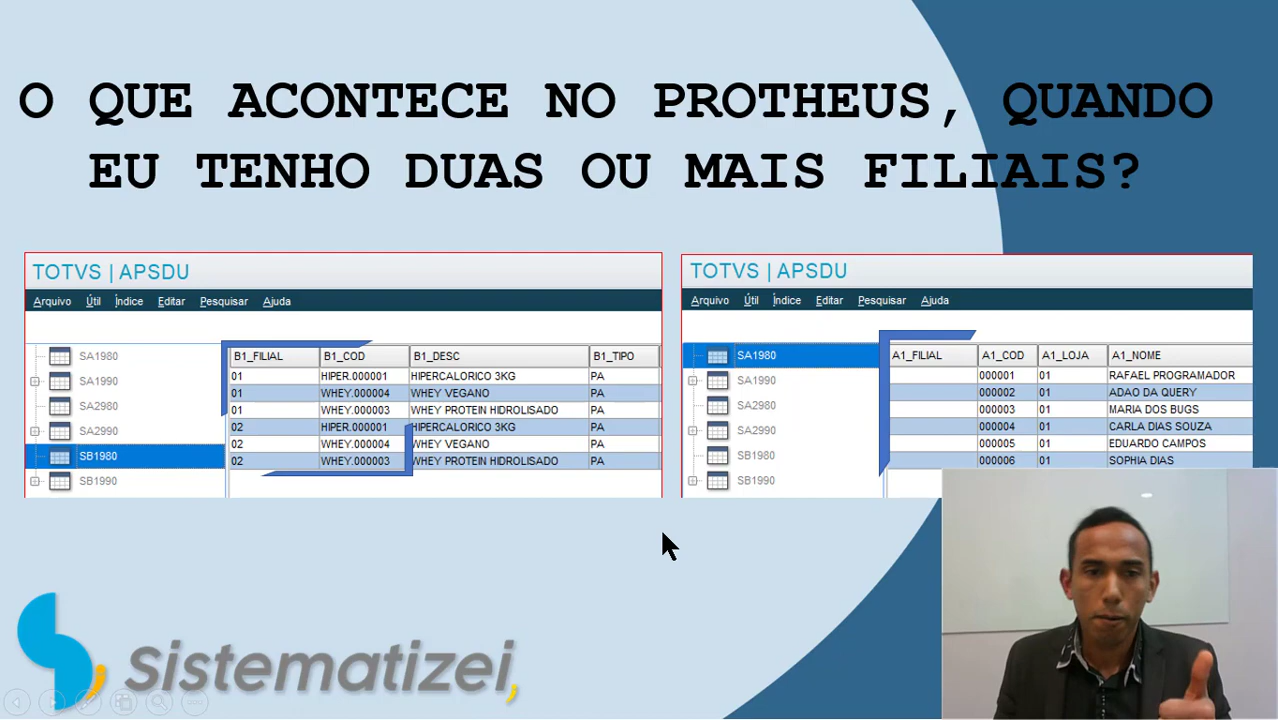 O QUE ACONTECE NO PROTHEUS, QUANDO
EU TENHO DUAS OU MAIS FILIAIS?
TOTVS | APSDU
Arquivo Útil Índice Editar Pesquisar Ajuda
SA1980
SA1990
SA2980
SA2990
SB1980
SB1990
B1_FILIAL B1_COD B1_DESC B1_TIPO
01 HIPER.000001 HIPERCALORICO 3KG PA
01 WHEY.000004 WHEY VEGANO PA
01 WHEY.000003 WHEY PROTEIN HIDROLISADO PA
02 HIPER.000001 HIPERCALORICO 3KG PA
02 WHEY.000004 WHEY VEGANO PA
02 WHEY.000003 WHEY PROTEIN HIDROLISADO PA
TOTVS | APSDU
Arquivo Útil Índice Editar Pesquisar Ajuda
SA1980
SA1990
SA2980
SA2990
SB1980
SB1990
A1_FILIAL A1_COD A1_LOJA A1_NOME
000001 01 RAFAEL PROGRAMADOR
000002 01 ADAO DA QUERY
000003 01 MARIA DOS BUGS
000004 01 CARLA DIAS SOUZA
000005 01 EDUARDO CAMPOS
000006 01 SOPHIA DIAS
Sistematizei,